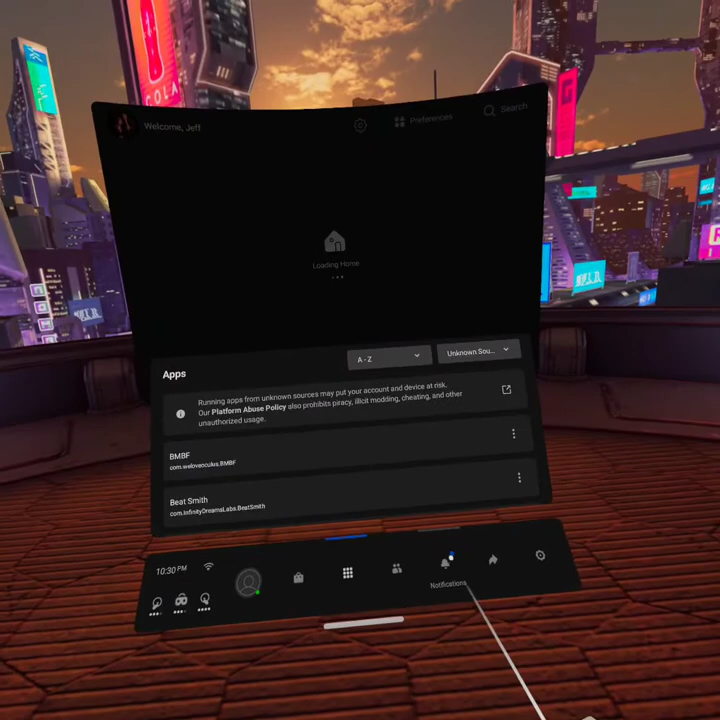 COLA
Welcome, Jeff
Preferences
Search
Loading Home
Apps
A - Z
Unknown Sou...
Running apps from unknown sources may put your account and device at risk.
Our Platform Abuse Policy also prohibits piracy, illicit modding, cheating, and other
unauthorized usage.
BMBF
com.weloveoculus.BMBF
Beat Smith
com.InfinityDreamsLabs.BeatSmith
10:30 PM
Notifications